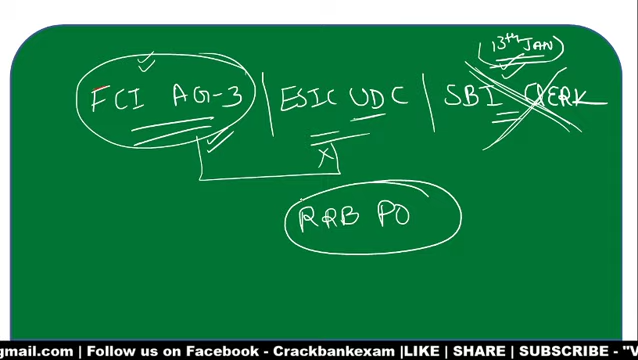 (13th JAN)
FCI AG-3 | ESIC UDC | SBI CLERK
X
RRB PO
gmail.com | Follow us on Facebook - Crackbankexam |LIKE | SHARE | SUBSCRIBE - "V